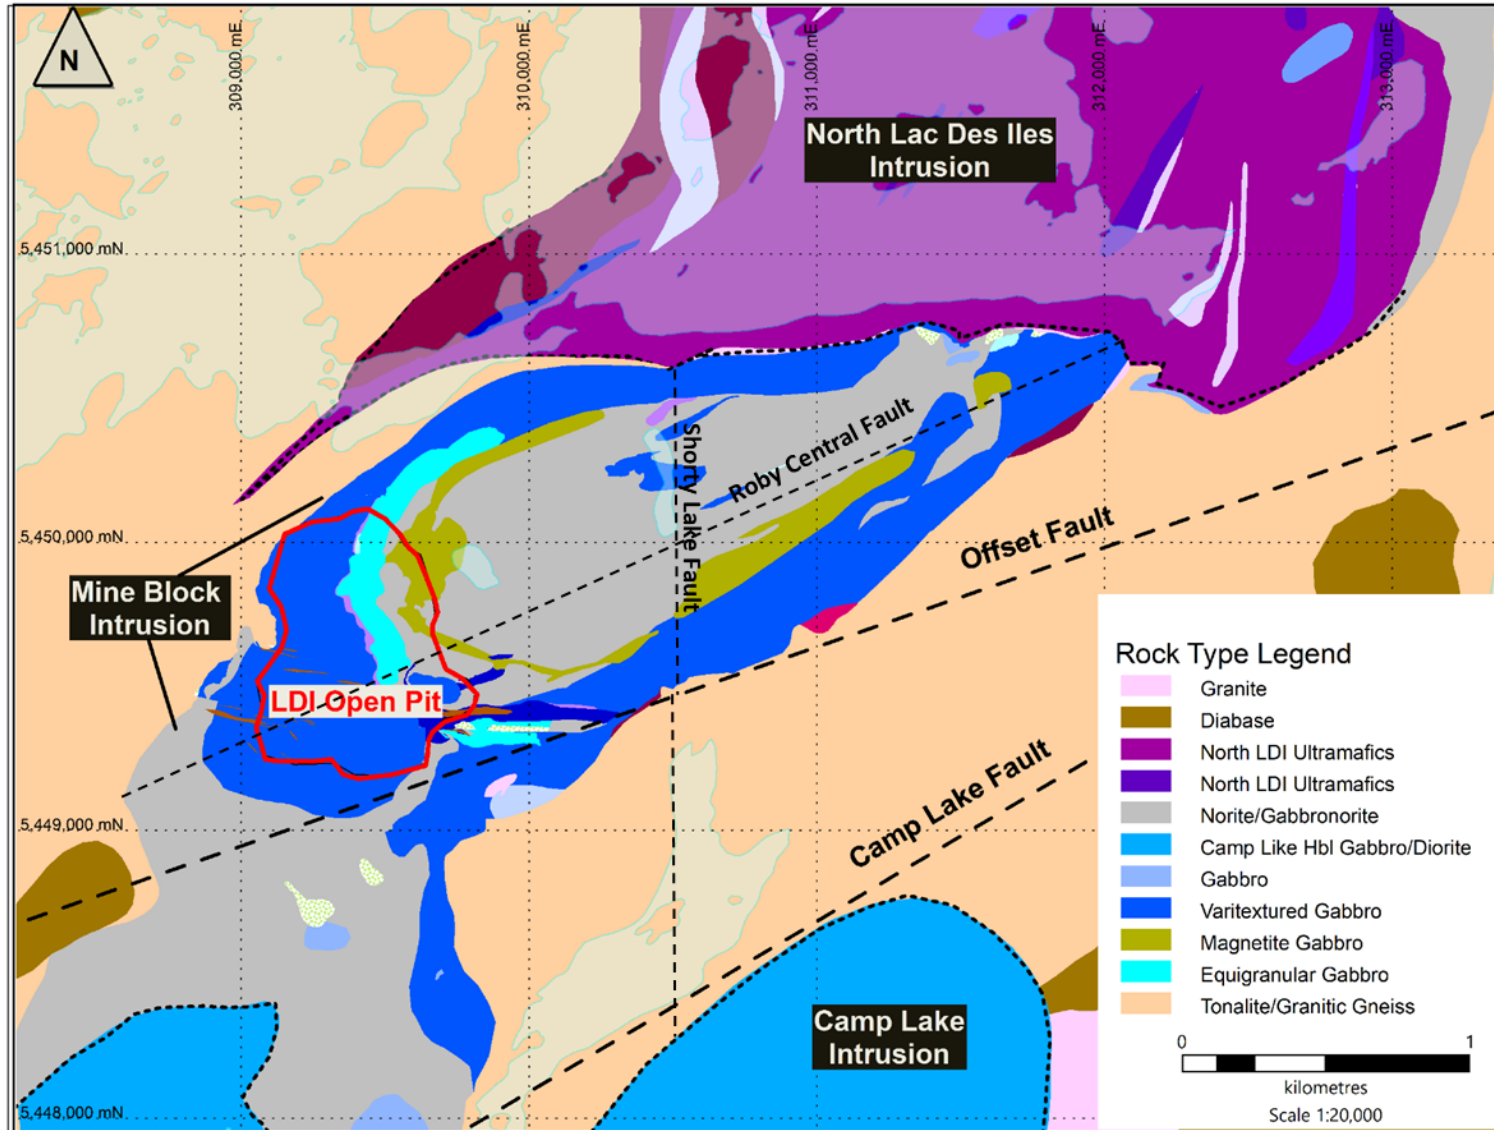 N
309,000 mE
310,000 mE
311,000 mE
312,000 mE
313,000 mE
North Lac Des Iles
Intrusion
5,451,000 mN
Shorty Lake Fault
Roby Central Fault
5,450,000 mN
Offset Fault
Mine Block
Intrusion
LDI Open Pit
5,449,000 mN
Camp Lake Fault
Camp Lake
Intrusion
5,448,000 mN
Rock Type Legend
Granite
Diabase
North LDI Ultramafics
North LDI Ultramafics
Norite/Gabbronorite
Camp Like Hbl Gabbro/Diorite
Gabbro
Varitextured Gabbro
Magnetite Gabbro
Equigranular Gabbro
Tonalite/Granitic Gneiss
0 1
kilometres
Scale 1:20,000